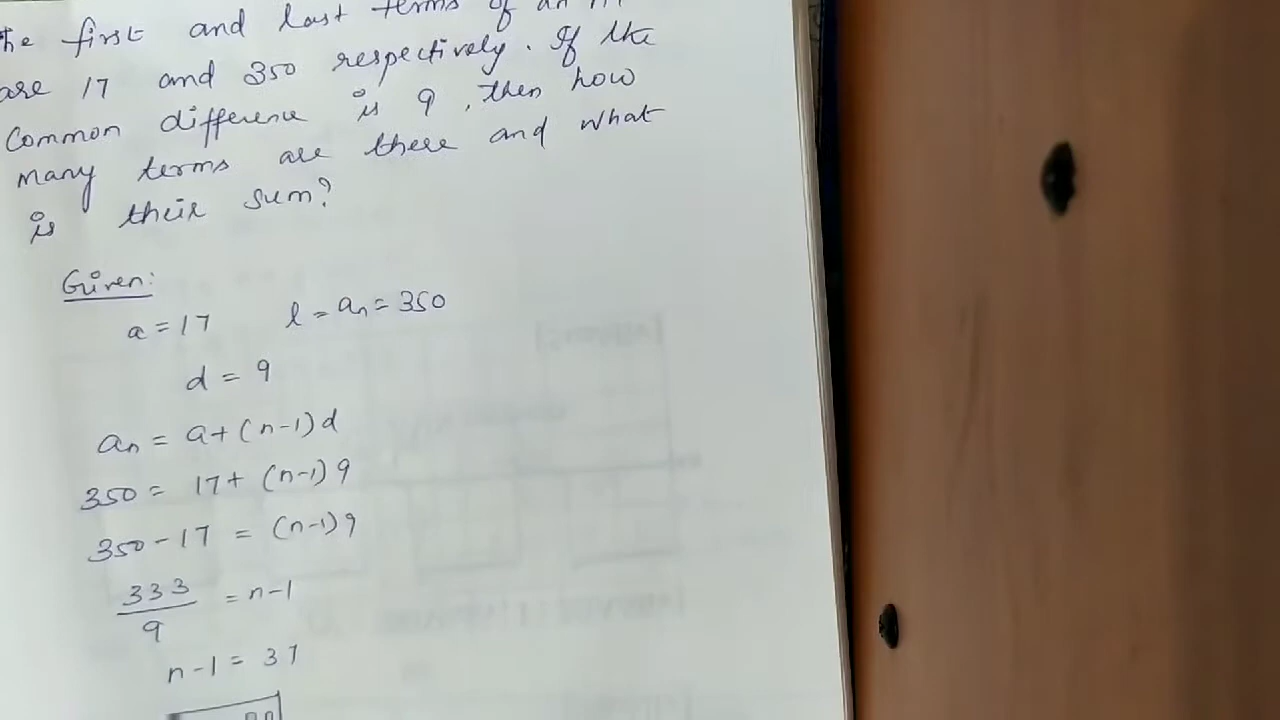 he first and last terms of an
are 17 and 350 respectively. If the
common difference is 9, then how
many terms are there and what
is their sum?
Given:
a = 17 l = an = 350
d = 9
an = a+(n-1)d
350 = 17+ (n-1)9
350-17 = (n-1)9
333/9 = n-1
n-1 = 37